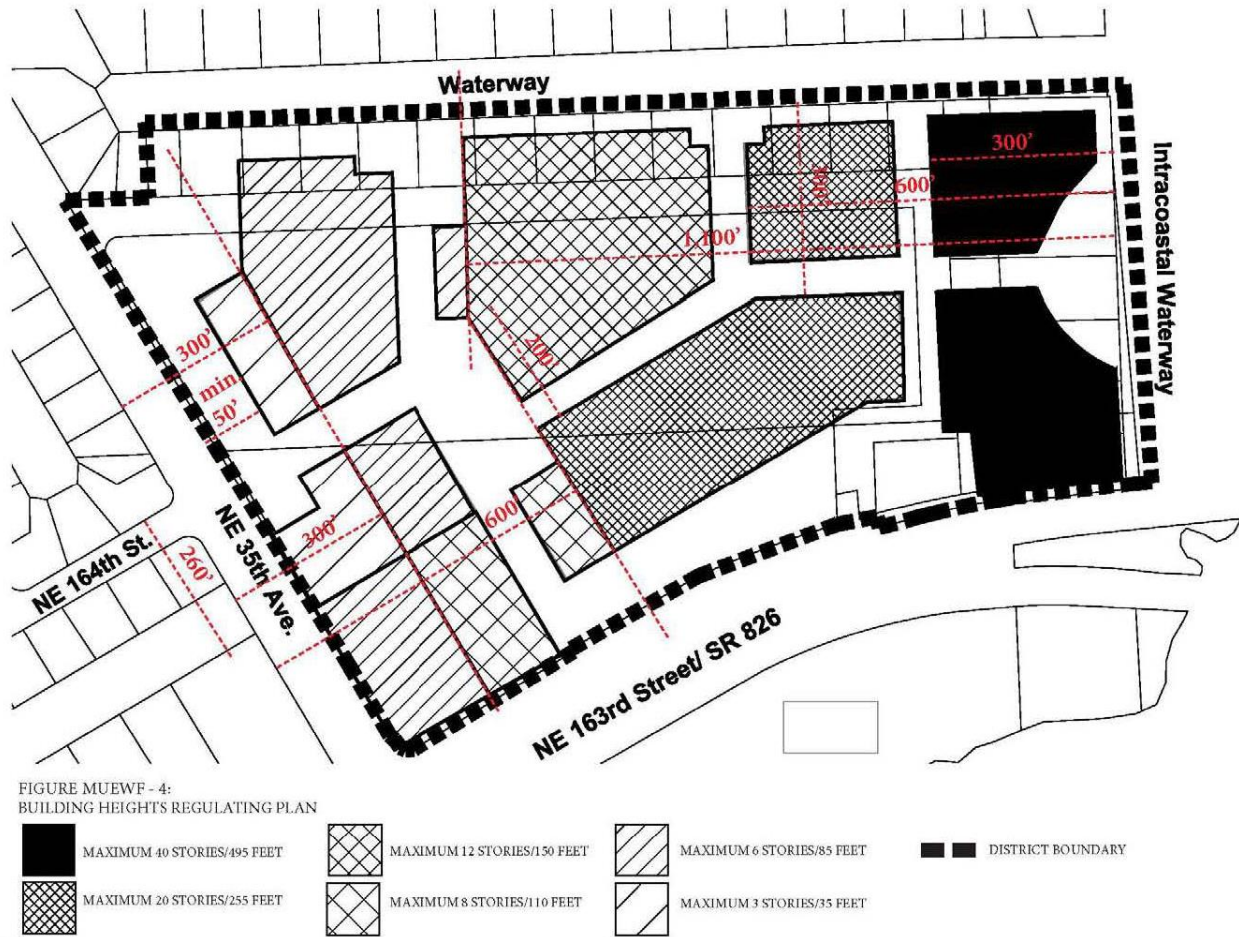 Waterway
300'
600'
1,100'
400'
Intracoastal Waterway
300'
min
50'
200'
300'
600'
NE 164th St.
260'
NE 35th Ave.
NE 163rd Street/ SR 826
FIGURE MUEWF - 4:
BUILDING HEIGHTS REGULATING PLAN
MAXIMUM 40 STORIES/495 FEET
MAXIMUM 12 STORIES/150 FEET
MAXIMUM 6 STORIES/85 FEET
DISTRICT BOUNDARY
MAXIMUM 20 STORIES/255 FEET
MAXIMUM 8 STORIES/110 FEET
MAXIMUM 3 STORIES/35 FEET